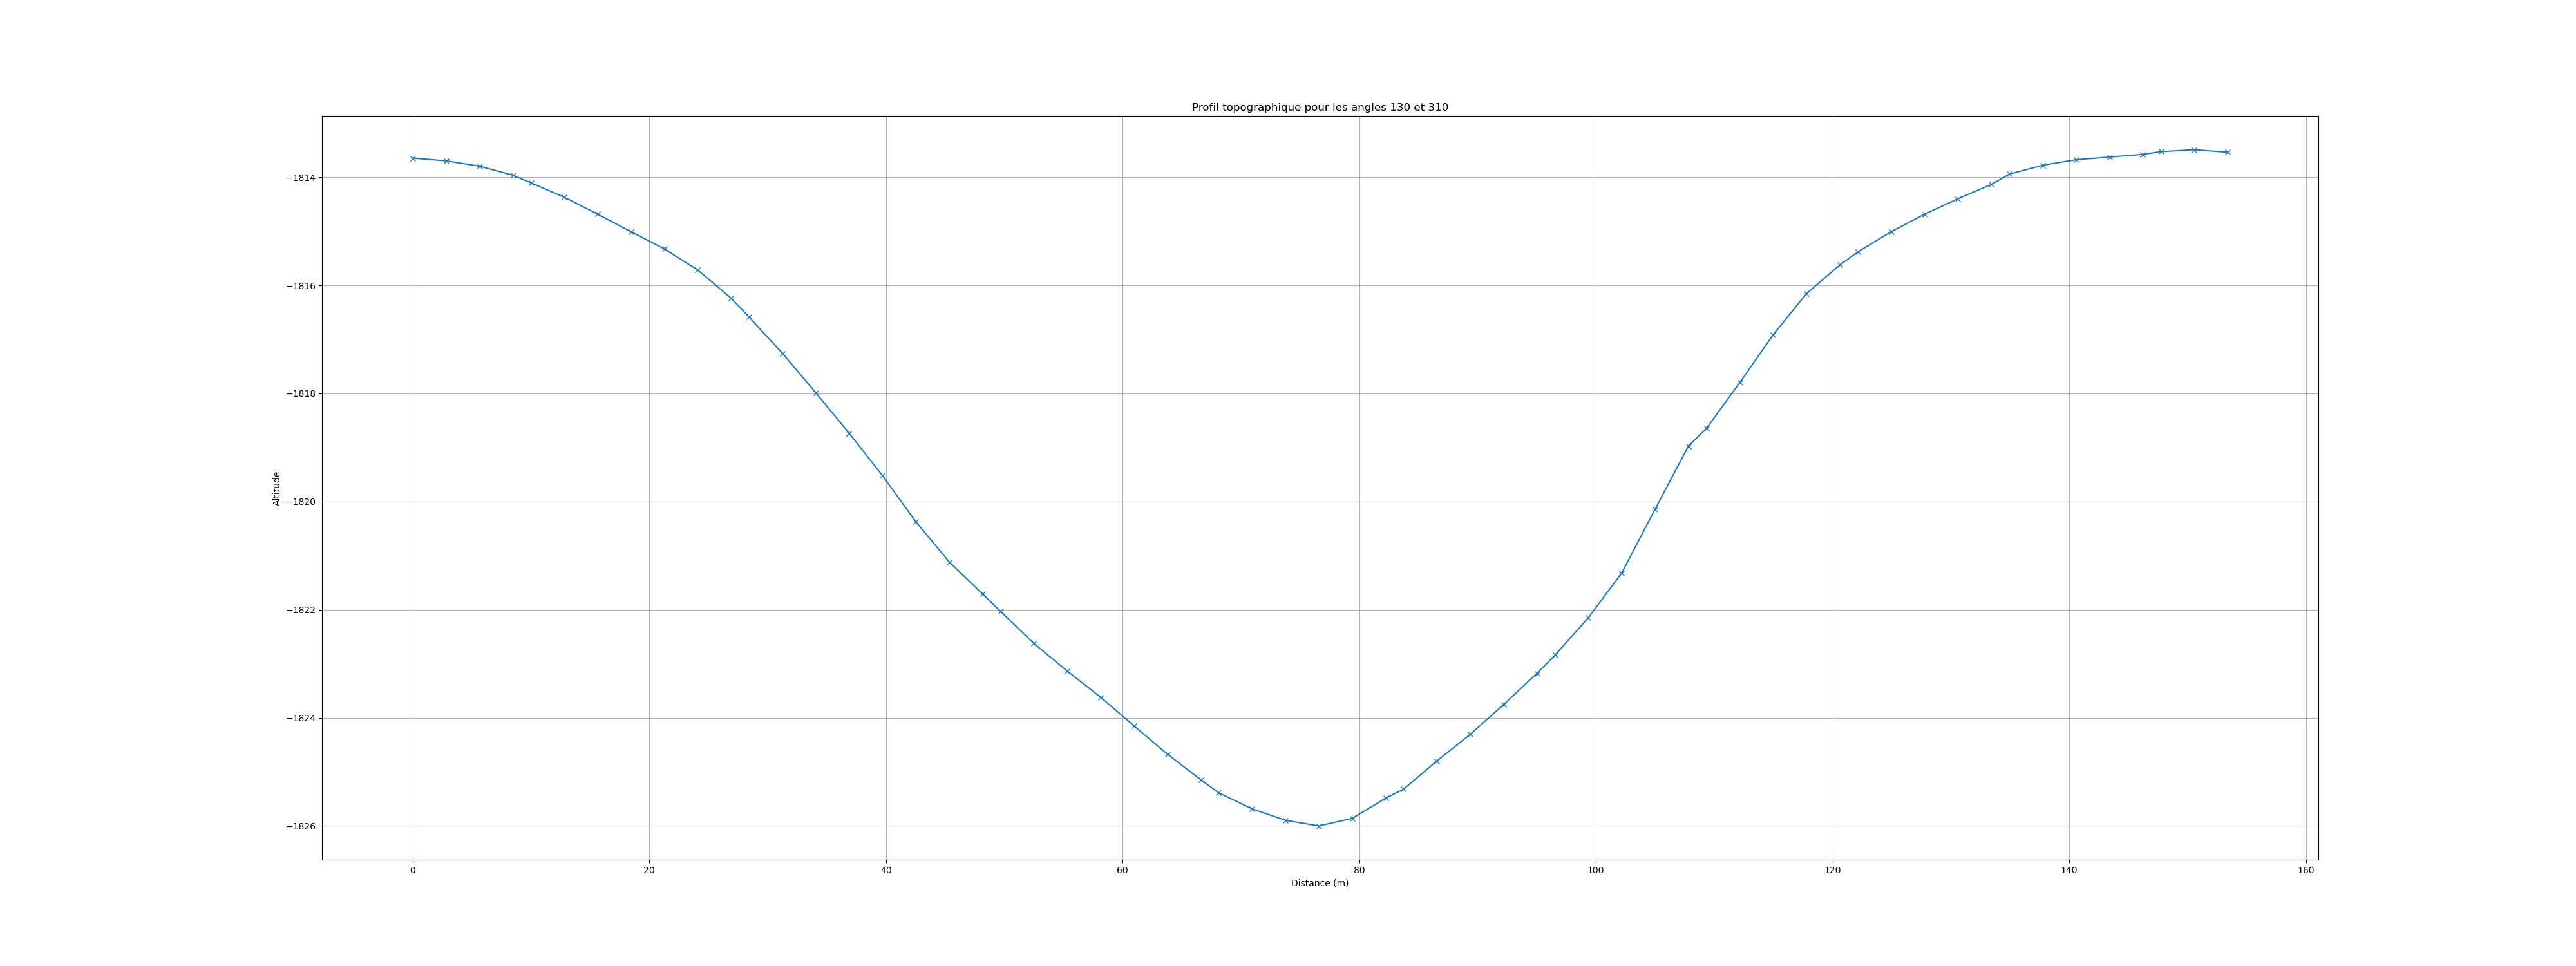 Profil topographique pour les angles 130 et 310
−1814
−1816
−1818
−1820
−1822
−1824
−1826
Altitude
0 20 40 60 80 100 120 140 160
Distance (m)